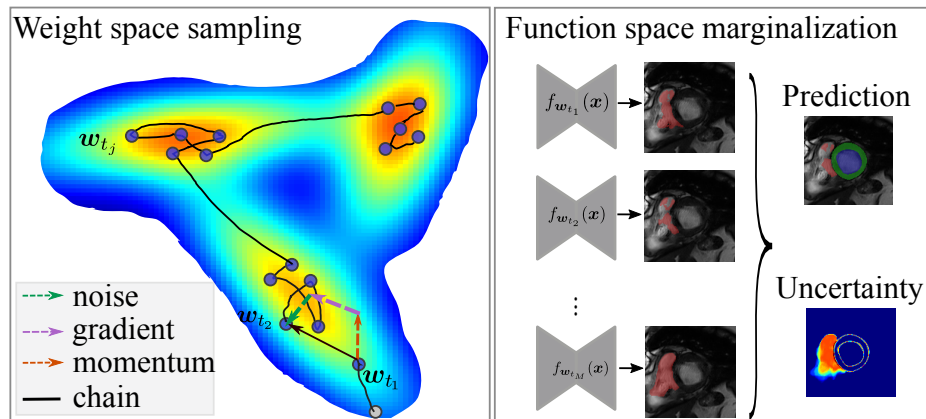 Weight space sampling
w_{t_j}
w_{t_2}
w_{t_1}
noise
gradient
momentum
chain
Function space marginalization
f_{w_{t_1}}(x)
f_{w_{t_2}}(x)
⋮
f_{w_{t_M}}(x)
Prediction
Uncertainty